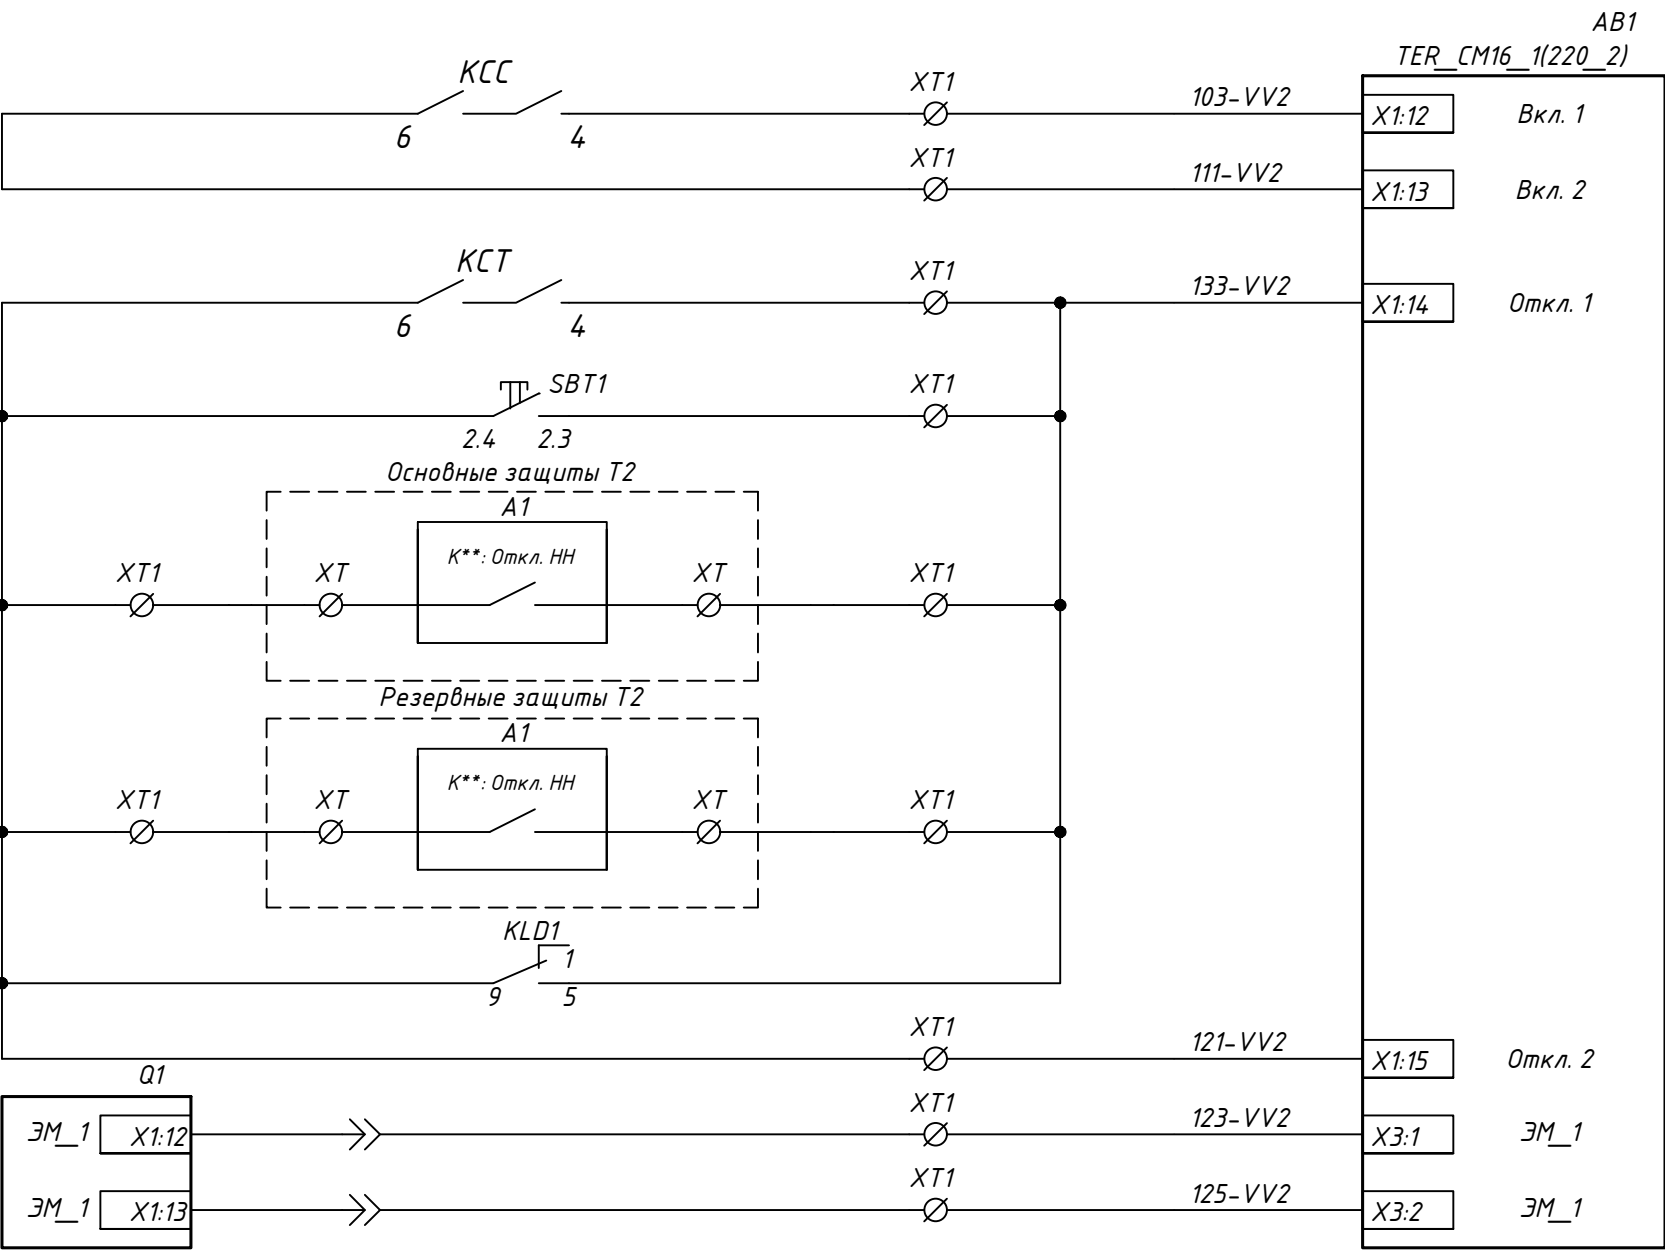 AB1
TER_CM16_1(220_2)
KCC
XT1
103-VV2
X1:12
Вкл. 1
6
4
XT1
111-VV2
X1:13
Вкл. 2
KCT
XT1
133-VV2
X1:14
Откл. 1
6
4
SBT1
XT1
2.4
2.3
Основные защиты Т2
A1
K**: Откл. НН
XT1
XT
XT
XT1
Резервные защиты Т2
A1
K**: Откл. НН
XT1
XT
XT
XT1
KLD1
1
9
5
XT1
121-VV2
X1:15
Откл. 2
Q1
XT1
123-VV2
ЭМ_1
X1:12
X3:1
ЭМ_1
XT1
125-VV2
ЭМ_1
X1:13
X3:2
ЭМ_1